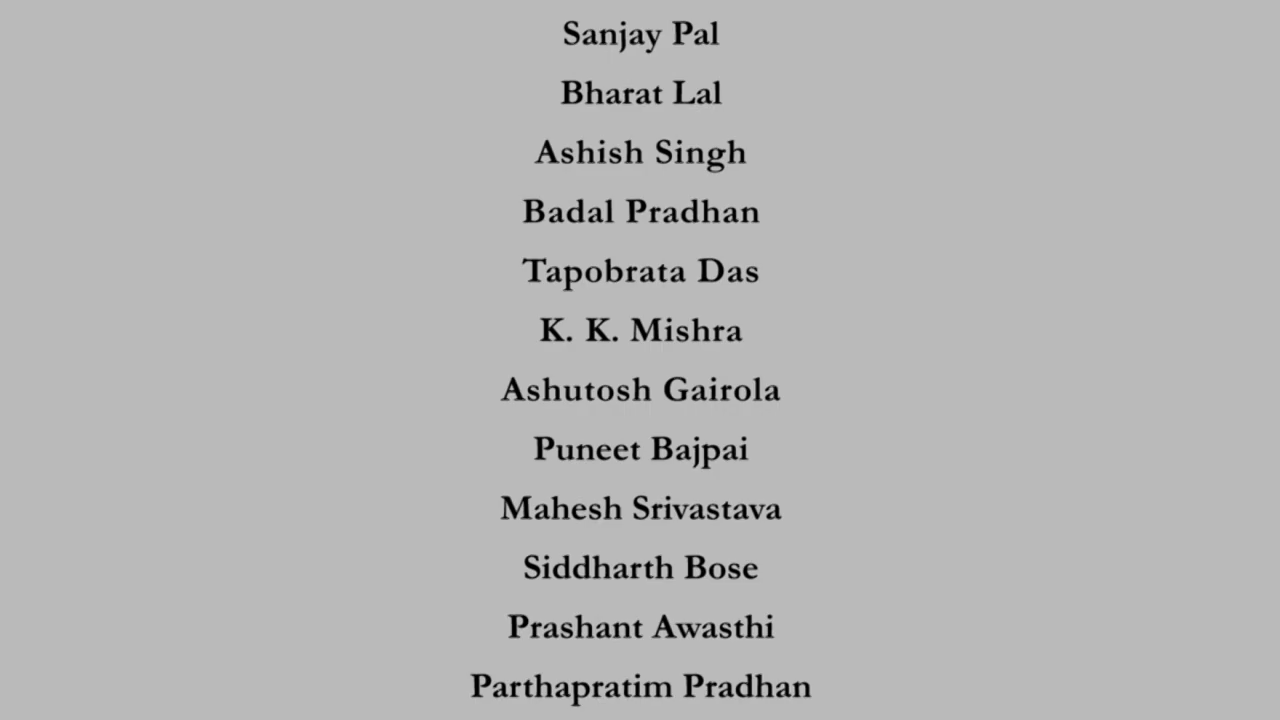 Sanjay Pal
Bharat Lal
Ashish Singh
Badal Pradhan
Tapobrata Das
K. K. Mishra
Ashutosh Gairola
Puneet Bajpai
Mahesh Srivastava
Siddharth Bose
Prashant Awasthi
Parthapratim Pradhan